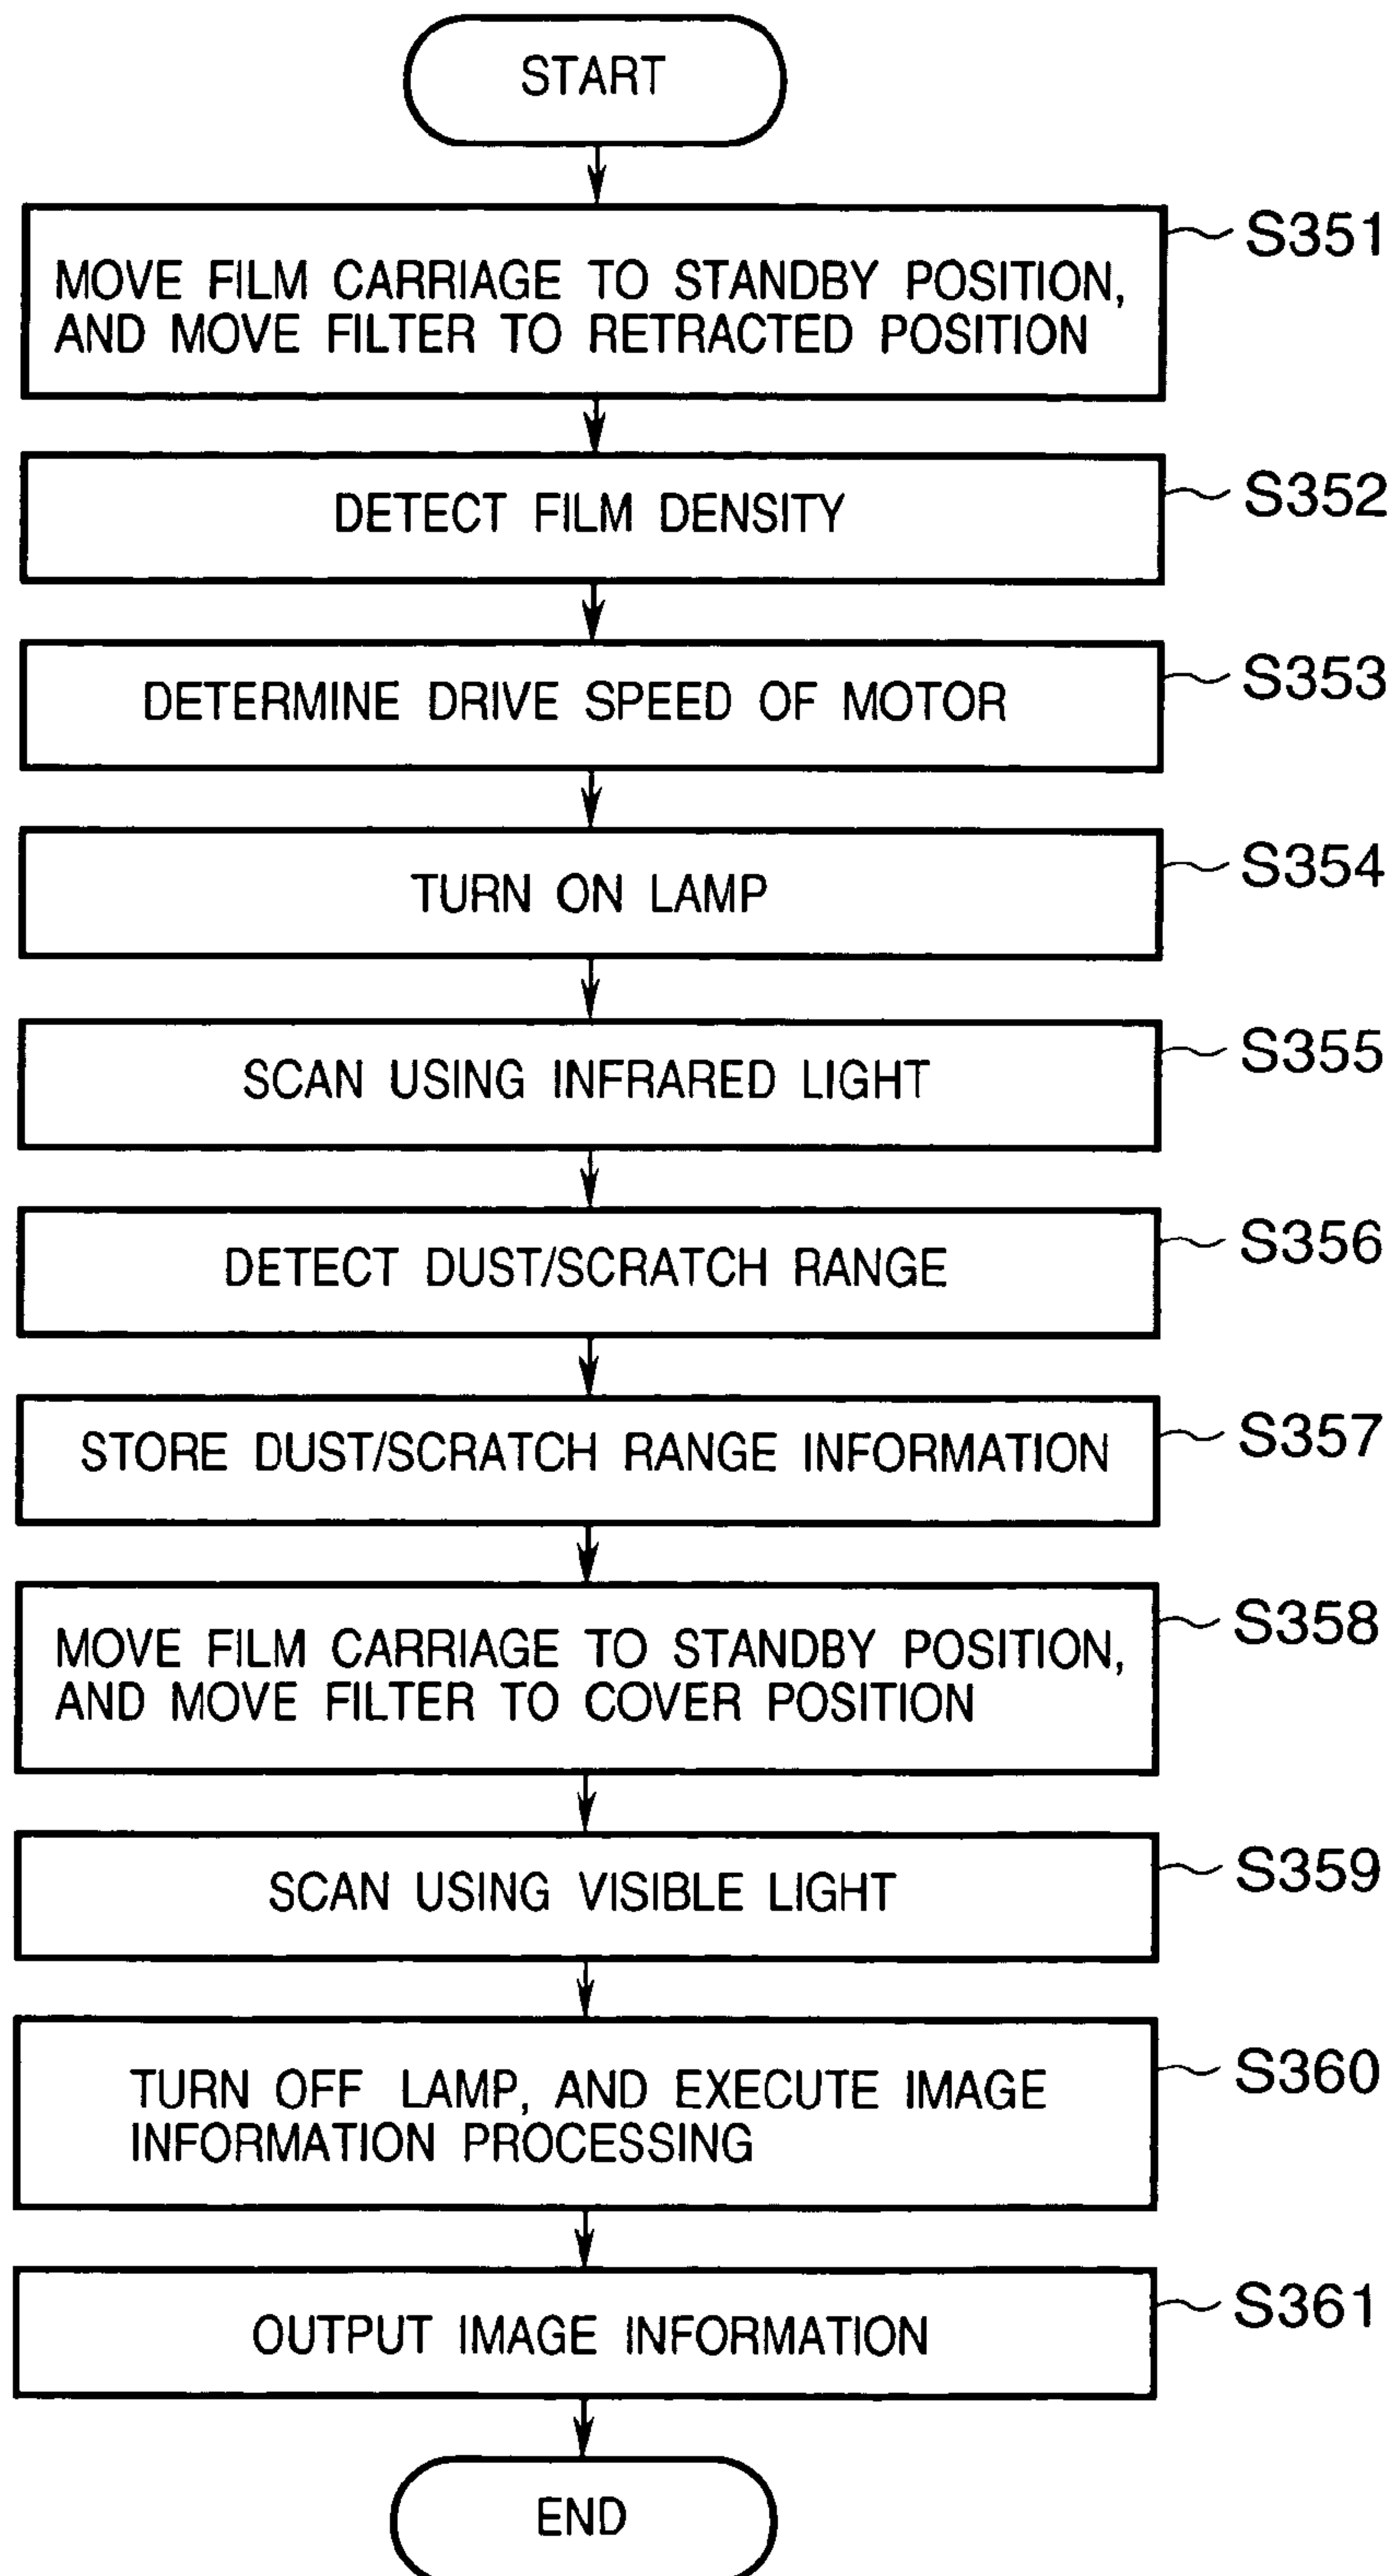 START
S351
MOVE FILM CARRIAGE TO STANDBY POSITION,
AND MOVE FILTER TO RETRACTED POSITION
S352
DETECT FILM DENSITY
S353
DETERMINE DRIVE SPEED OF MOTOR
S354
TURN ON LAMP
S355
SCAN USING INFRARED LIGHT
S356
DETECT DUST/SCRATCH RANGE
S357
STORE DUST/SCRATCH RANGE INFORMATION
S358
MOVE FILM CARRIAGE TO STANDBY POSITION,
AND MOVE FILTER TO COVER POSITION
S359
SCAN USING VISIBLE LIGHT
S360
TURN OFF LAMP, AND EXECUTE IMAGE
INFORMATION PROCESSING
S361
OUTPUT IMAGE INFORMATION
END